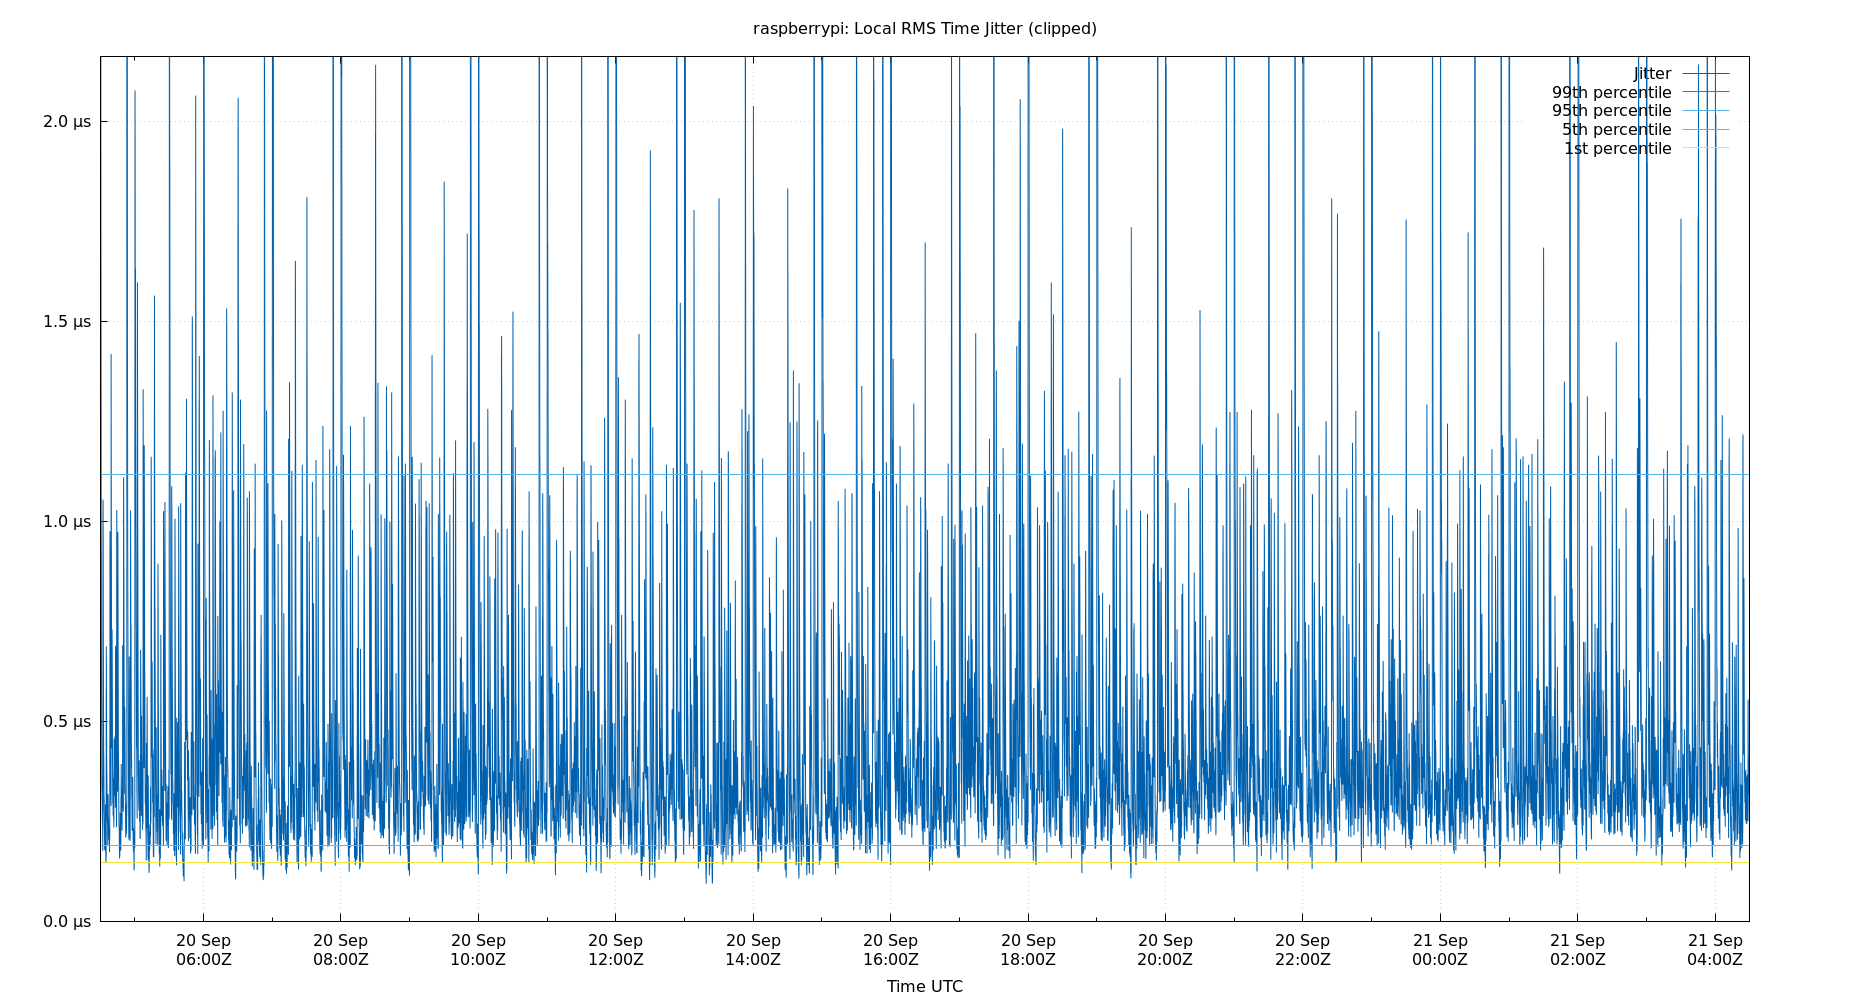 raspberrypi: Local RMS Time Jitter (clipped)
Jitter
99th percentile
95th percentile
5th percentile
1st percentile
2.0 µs
1.5 µs
1.0 µs
0.5 µs
0.0 µs
20 Sep 20 Sep 20 Sep 20 Sep 20 Sep 20 Sep 20 Sep 20 Sep 20 Sep 21 Sep 21 Sep 21 Sep
06:00Z 08:00Z 10:00Z 12:00Z 14:00Z 16:00Z 18:00Z 20:00Z 22:00Z 00:00Z 02:00Z 04:00Z
Time UTC